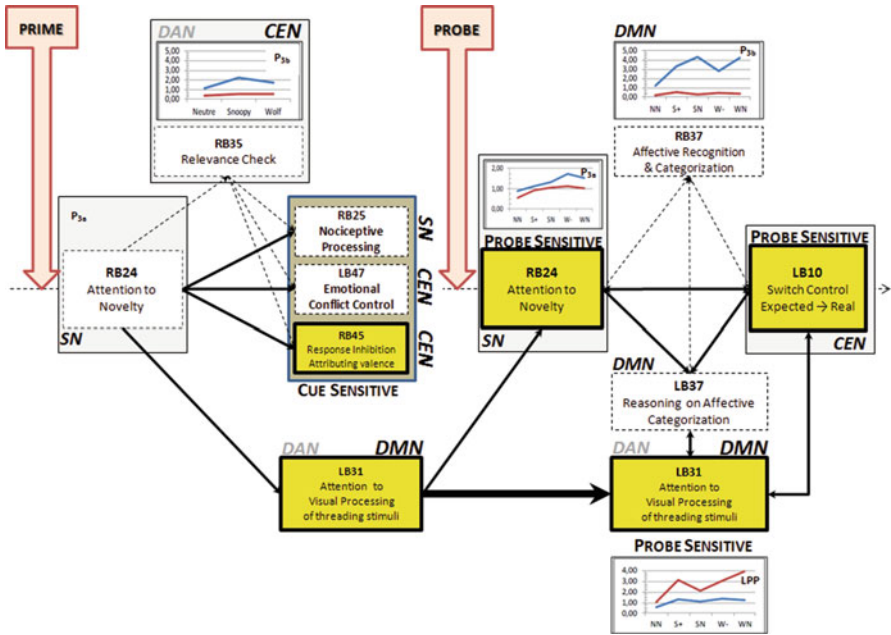 PRIME
DAN
CEN
P3b
5,00
4,00
3,00
2,00
1,00
0,00
Neutre Snoopy Wolf
RB35
Relevance Check
P3a
RB24
Attention to
Novelty
SN
RB25
Nociceptive
Processing
SN
LB47
Emotional
Conflict Control
CEN
RB45
Response Inhibition
Attributing valence
CEN
CUE SENSITIVE
DAN
DMN
LB31
Attention to
Visual Processing
of threading stimuli
PROBE
P3a
2,00
1,00
0,00
NN S+ SN W- WN
PROBE SENSITIVE
RB24
Attention to
Novelty
SN
DMN
P3b
5,00
4,00
3,00
2,00
1,00
0,00
NN S+ SN W- WN
RB37
Affective Recognition
& Categorization
PROBE SENSITIVE
LB10
Switch Control
Expected → Real
CEN
DMN
LB37
Reasoning on Affective
Categorization
DAN
DMN
LB31
Attention to
Visual Processing
of threading stimuli
PROBE SENSITIVE
LPP
4,00
3,00
2,00
1,00
0,00
NN S+ SN W- WN